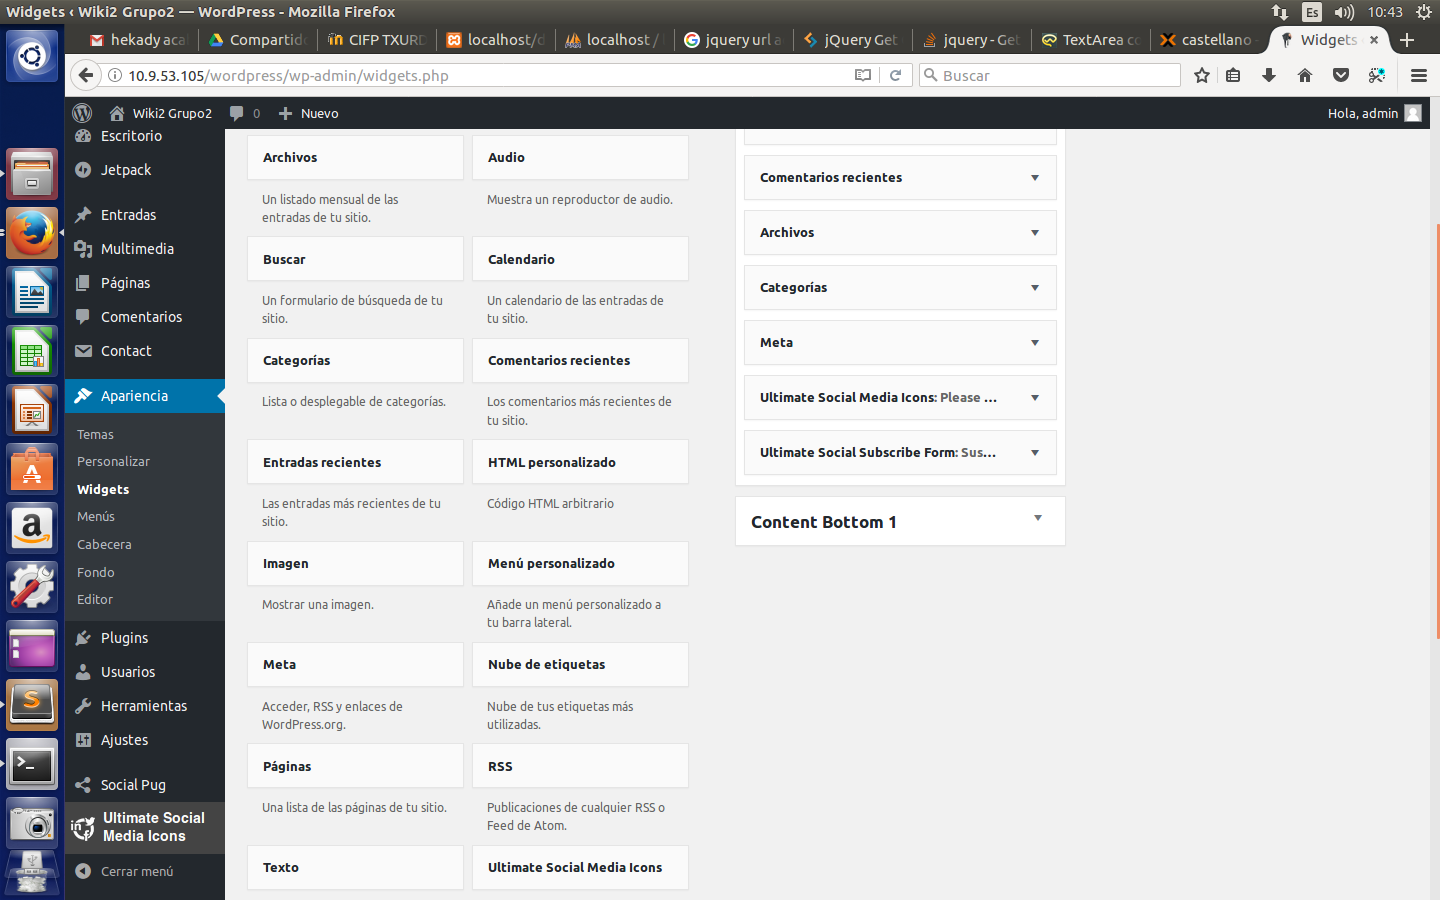 Widgets ‹ Wiki2 Grupo2 — WordPress - Mozilla Firefox
Es
10:43
hekady aca
Compartido
CIFP TXURD
localhost/d
localhost /
jquery url a
jQuery Get
jquery - Get
TextArea co
castellano -
Widgets
10.9.53.105/wordpress/wp-admin/widgets.php
Buscar
Wiki2 Grupo2
0
Nuevo
Hola, admin
Escritorio
Jetpack
Entradas
Multimedia
Páginas
Comentarios
Contact
Apariencia
Temas
Personalizar
Widgets
Menús
Cabecera
Fondo
Editor
Plugins
Usuarios
Herramientas
Ajustes
Social Pug
Ultimate Social
Media Icons
Cerrar menú
Archivos
Un listado mensual de las
entradas de tu sitio.
Audio
Muestra un reproductor de audio.
Buscar
Un formulario de búsqueda de tu
sitio.
Calendario
Un calendario de las entradas de
tu sitio.
Categorías
Lista o desplegable de categorías.
Comentarios recientes
Los comentarios más recientes de
tu sitio.
Entradas recientes
Las entradas más recientes de tu
sitio.
HTML personalizado
Código HTML arbitrario
Imagen
Mostrar una imagen.
Menú personalizado
Añade un menú personalizado a
tu barra lateral.
Meta
Acceder, RSS y enlaces de
WordPress.org.
Nube de etiquetas
Nube de tus etiquetas más
utilizadas.
Páginas
Una lista de las páginas de tu sitio.
RSS
Publicaciones de cualquier RSS o
Feed de Atom.
Texto
Ultimate Social Media Icons
Comentarios recientes
Archivos
Categorías
Meta
Ultimate Social Media Icons: Please ...
Ultimate Social Subscribe Form: Sus...
Content Bottom 1